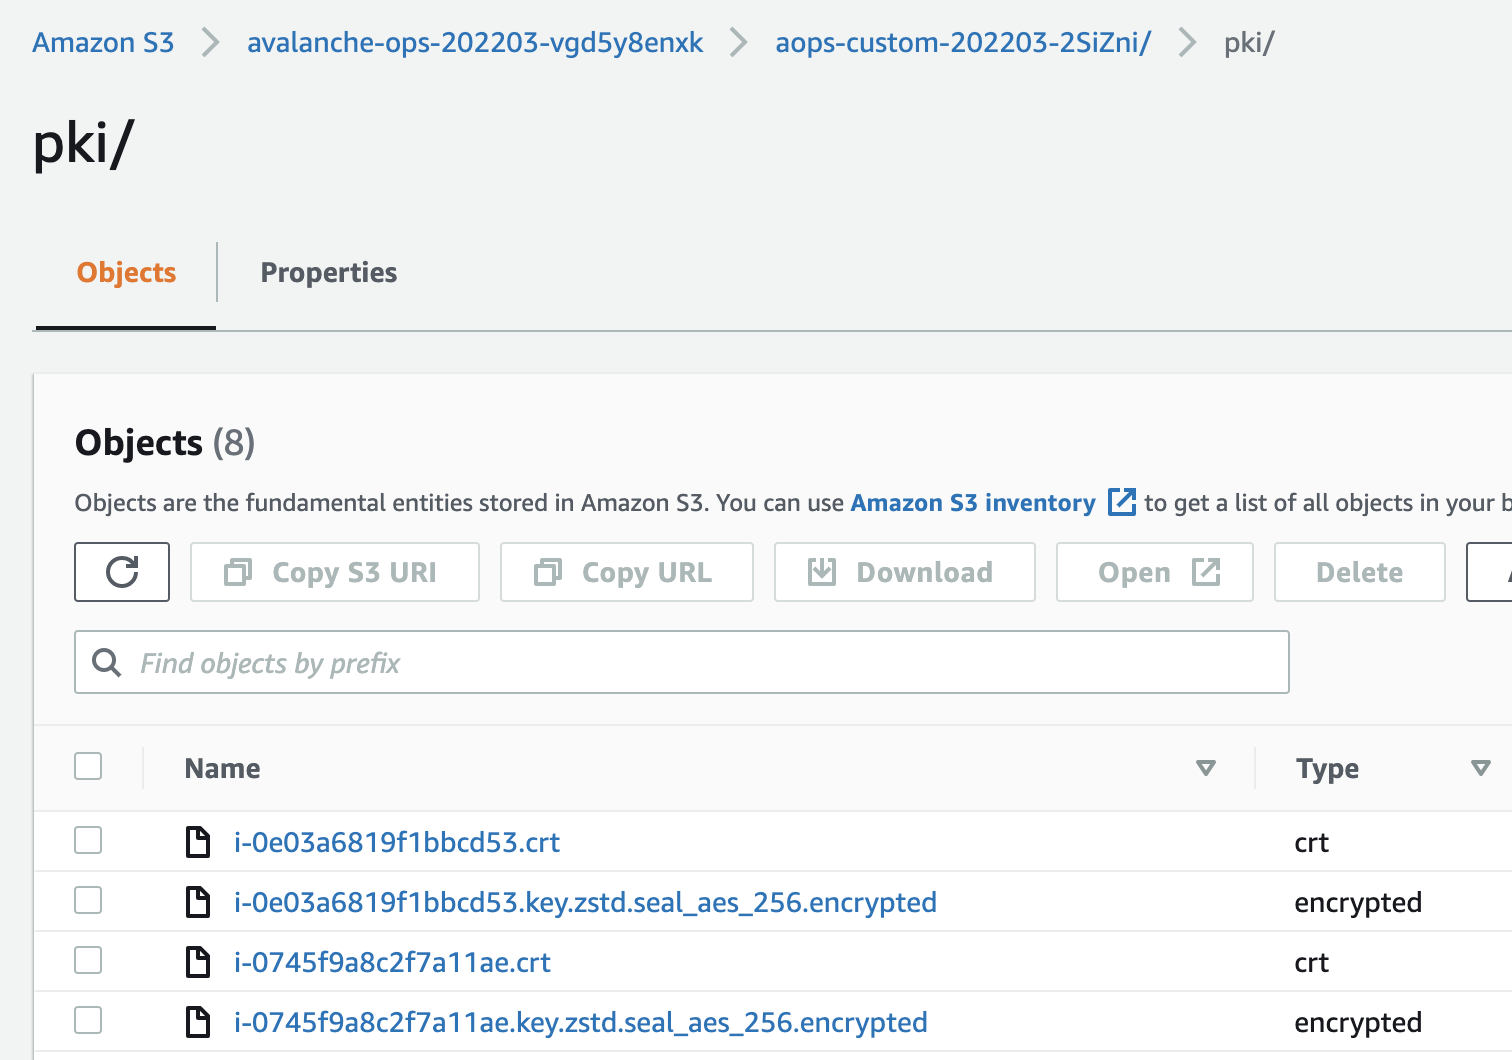 Amazon S3 > avalanche-ops-202203-vgd5y8enxk > aops-custom-202203-2SiZni/ > pki/
pki/
Objects Properties
Objects (8)
Objects are the fundamental entities stored in Amazon S3. You can use Amazon S3 inventory to get a list of all objects in your
Copy S3 URI Copy URL Download Open Delete
Find objects by prefix
Name Type
i-0e03a6819f1bbcd53.crt crt
i-0e03a6819f1bbcd53.key.zstd.seal_aes_256.encrypted encrypted
i-0745f9a8c2f7a11ae.crt crt
i-0745f9a8c2f7a11ae.key.zstd.seal_aes_256.encrypted encrypted